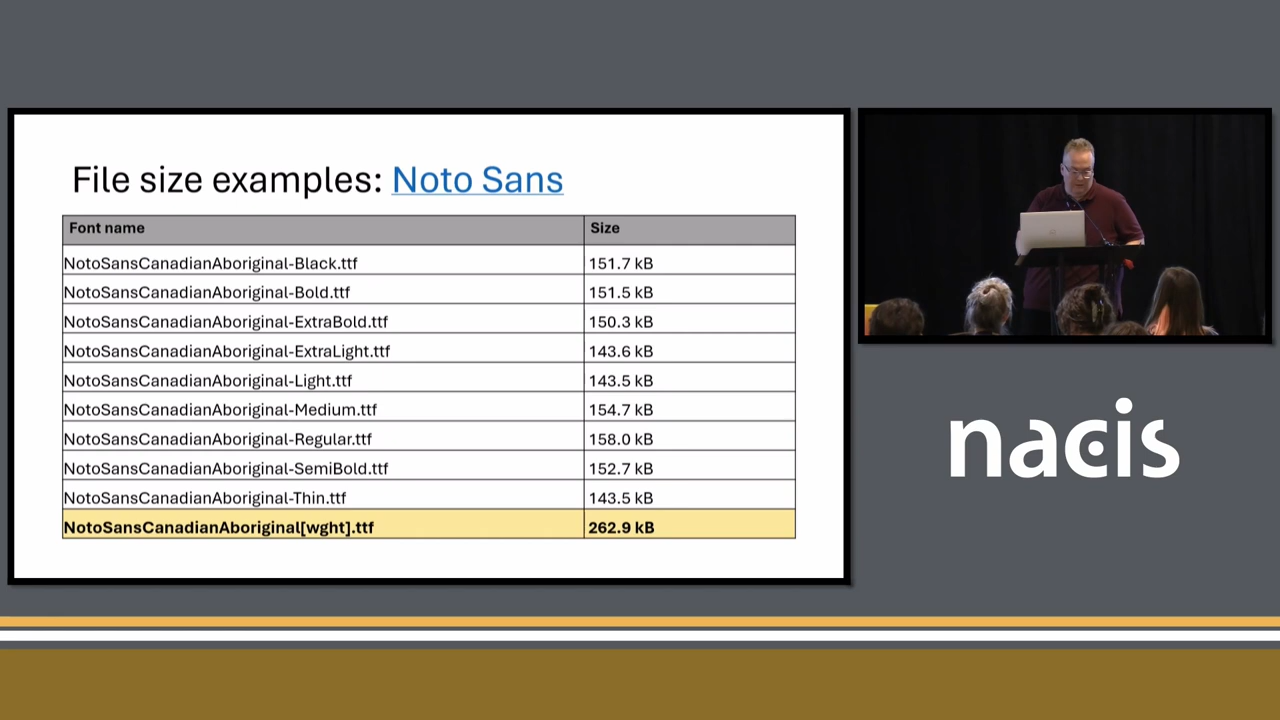 File size examples: Noto Sans
Font name Size
NotoSansCanadianAboriginal-Black.ttf 151.7 kB
NotoSansCanadianAboriginal-Bold.ttf 151.5 kB
NotoSansCanadianAboriginal-ExtraBold.ttf 150.3 kB
NotoSansCanadianAboriginal-ExtraLight.ttf 143.6 kB
NotoSansCanadianAboriginal-Light.ttf 143.5 kB
NotoSansCanadianAboriginal-Medium.ttf 154.7 kB
NotoSansCanadianAboriginal-Regular.ttf 158.0 kB
NotoSansCanadianAboriginal-SemiBold.ttf 152.7 kB
NotoSansCanadianAboriginal-Thin.ttf 143.5 kB
NotoSansCanadianAboriginal[wght].ttf 262.9 kB
nacis